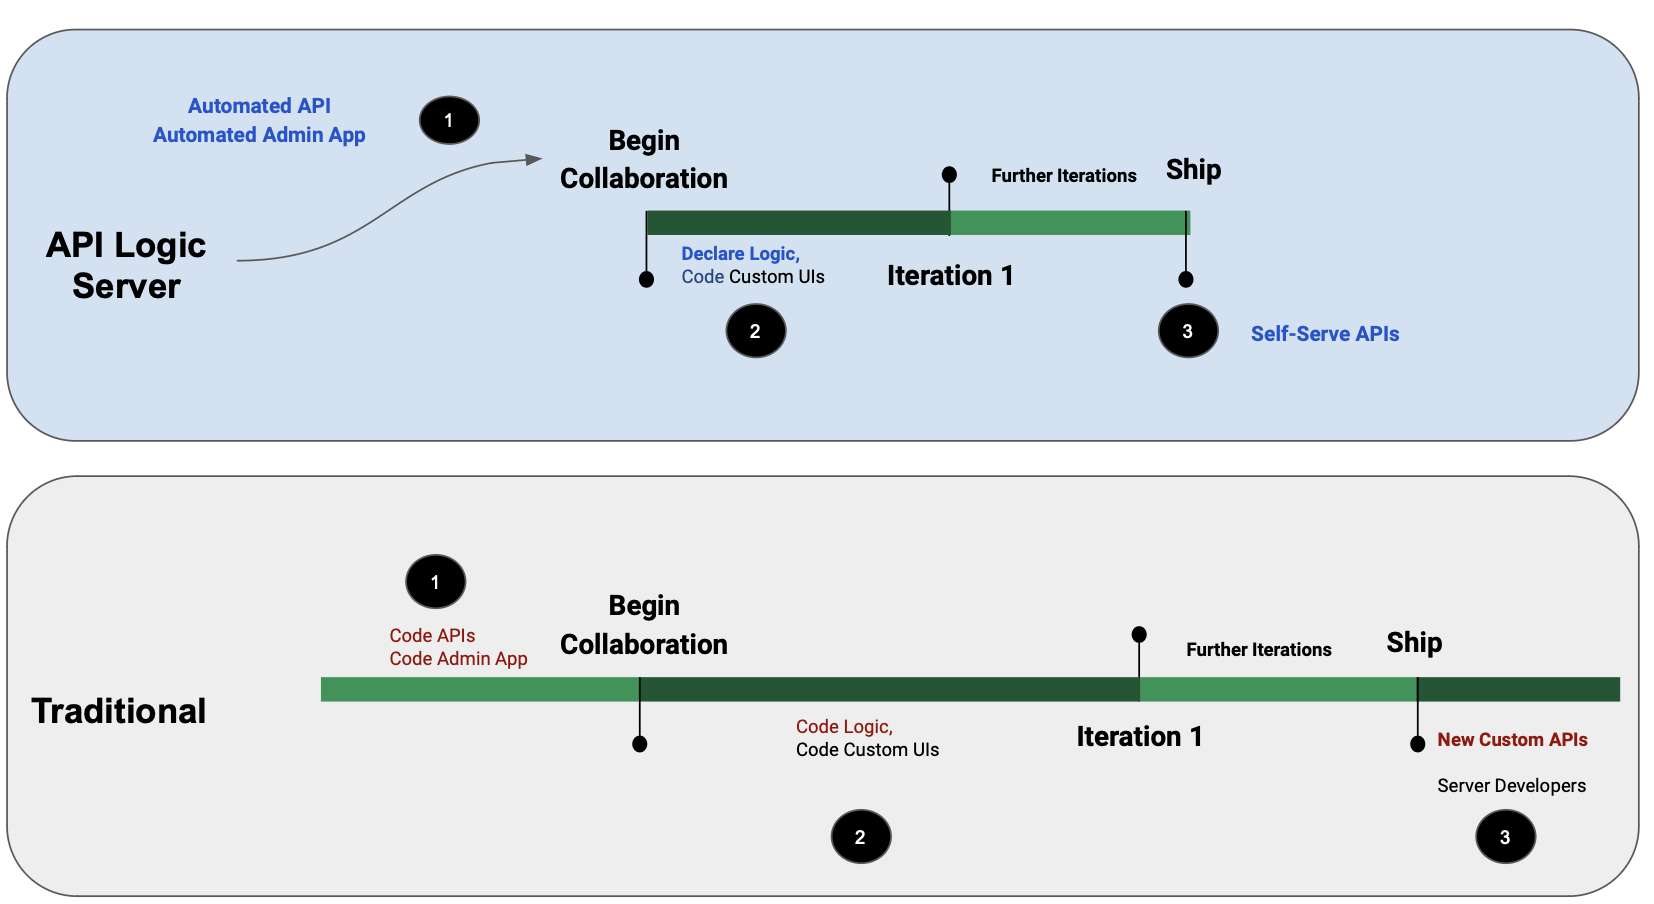 Automated API
Automated Admin App
1
Begin
Collaboration
Further Iterations
Ship
API Logic
Server
Declare Logic,
Code Custom UIs
Iteration 1
2
3
Self-Serve APIs
1
Begin
Collaboration
Code APIs
Code Admin App
Further Iterations
Ship
Traditional
Code Logic,
Code Custom UIs
Iteration 1
New Custom APIs
Server Developers
2
3